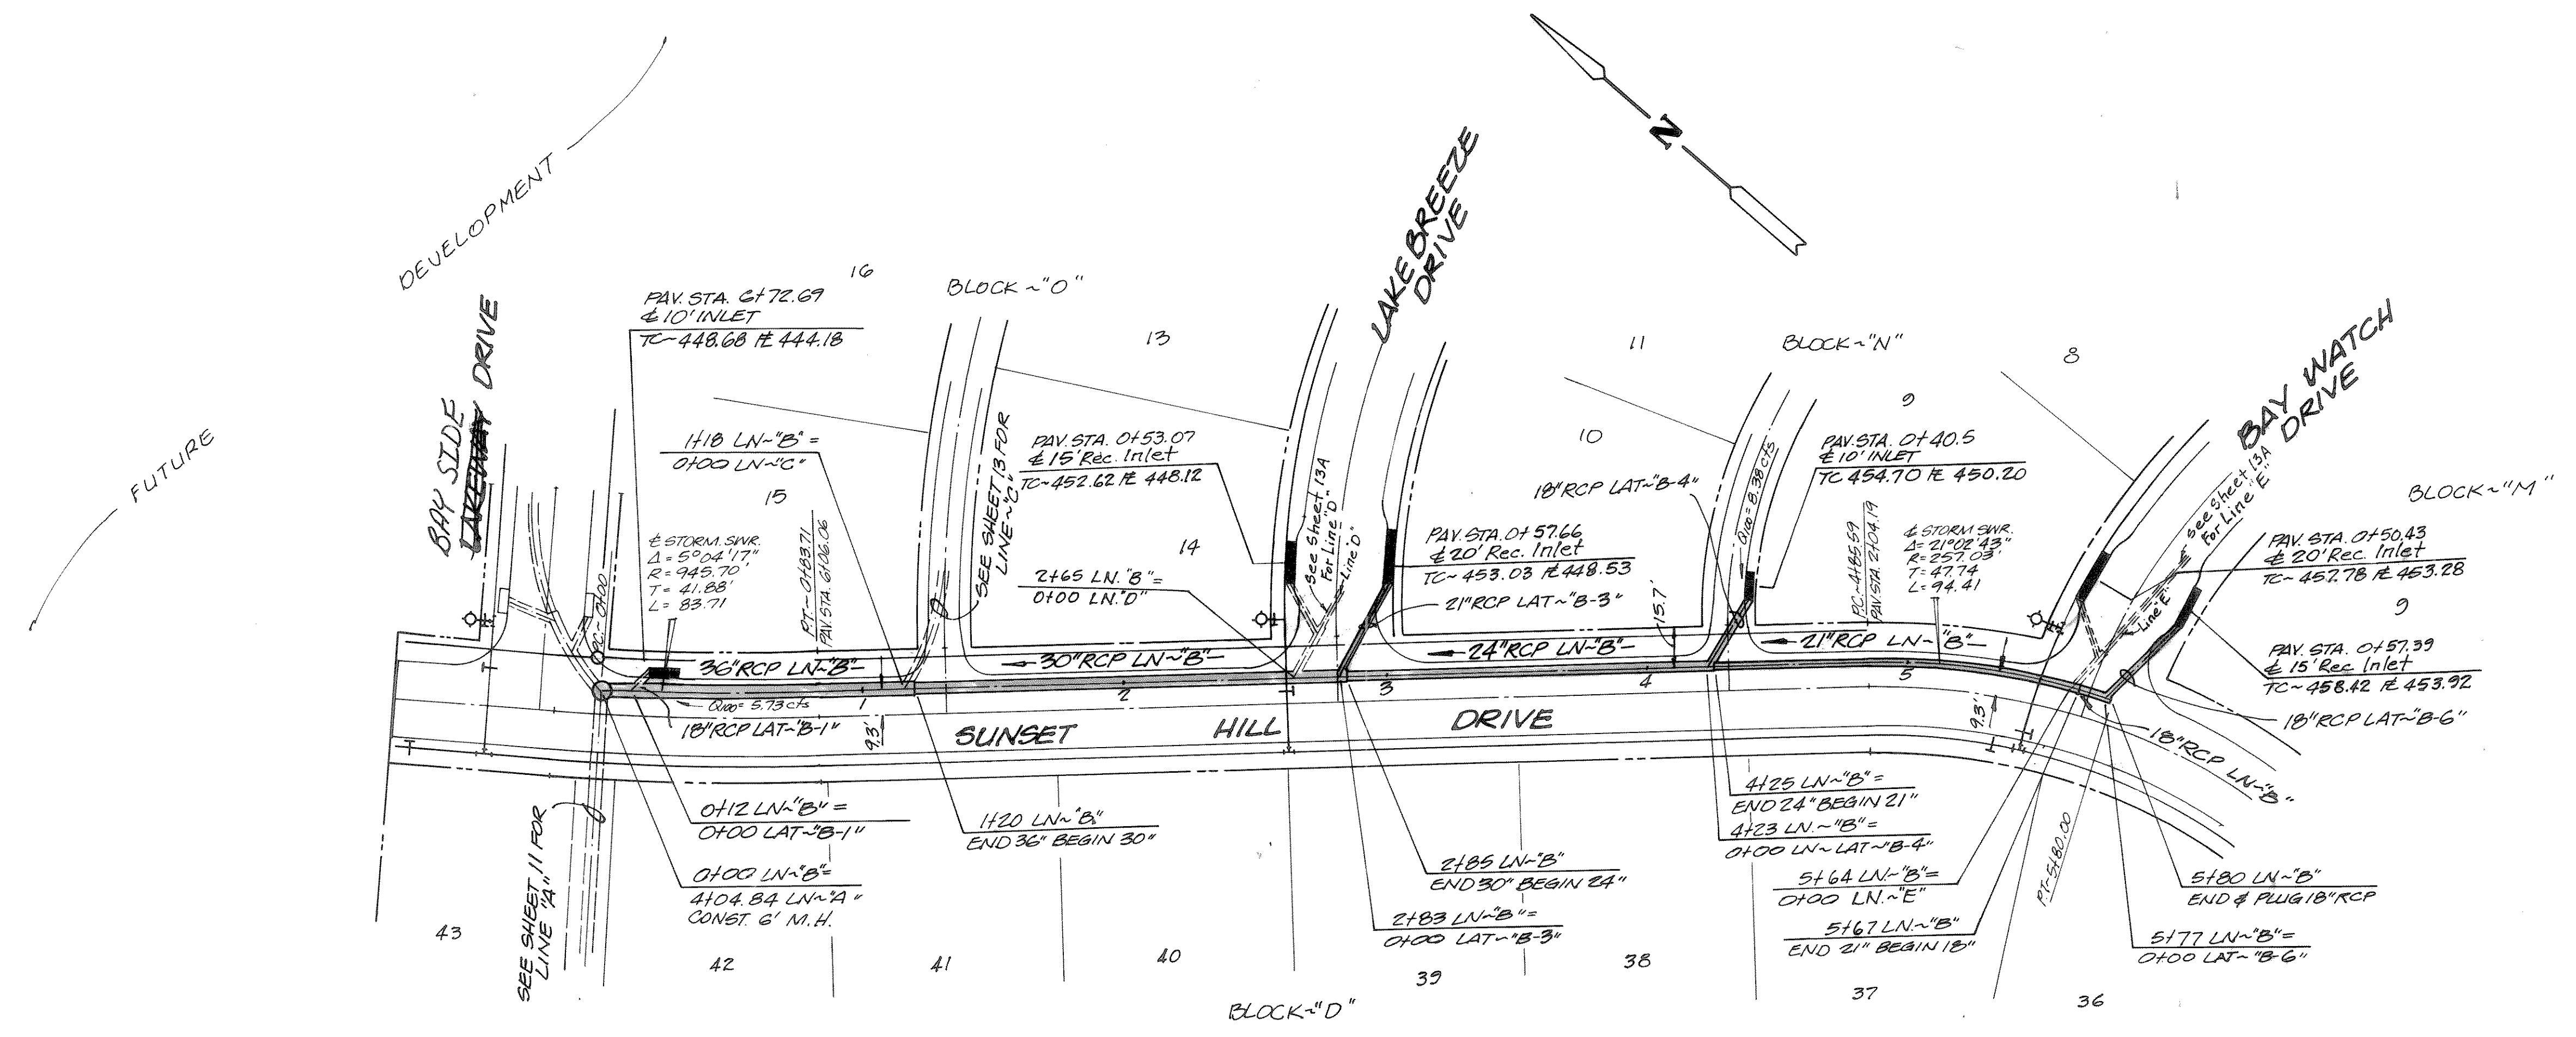 FUTURE
DEVELOPMENT
BAY SIDE
DRIVE
PAV. STA. 6+72.69
℄ 10' INLET
TC~448.68 ℄ 444.18
16
BLOCK~"O"
13
1+18 LN~"B" =
0+00 LN~"C"
15
℄ STORM. SWR.
Δ = 5°04'17"
R = 945.70'
T = 41.88'
L = 83.71
P.T.~0+83.71
PAV. STA. 6+06.06
P.C.~0+00
SEE SHEET 13 FOR
LINE~"C"
PAV. STA. 0+53.07
℄ 15' Rec. Inlet
TC~452.62 ℄ 448.12
14
2+65 LN. "B" =
0+00 LN. "D"
See Sheet 13A
For Line "D"
Line "D"
LAKE BREEZE
DRIVE
N
11
BLOCK~"N"
8
10
9
18" RCP LAT~"B-4"
Q100 = 8.38 cfs
PAV. STA. 0+40.5
℄ 10' INLET
TC 454.70 ℄ 450.20
PAV. STA. 0+57.66
℄ 20' Rec. Inlet
TC~453.03 ℄ 448.53
21" RCP LAT~"B-3"
15.7'
P.C.~4+85.59
PAV. STA. 2+04.19
℄ STORM SWR.
Δ = 21°02'43"
R = 257.03'
T = 47.74
L = 94.41
BAY WATCH
DRIVE
See Sheet 13A
For Line "E"
Line "E"
BLOCK~"M"
PAV. STA. 0+50.43
℄ 20' Rec. Inlet
TC~457.78 ℄ 453.28
9
PAV. STA. 0+57.39
℄ 15' Rec Inlet
TC~458.42 ℄ 453.92
18" RCP LAT~"B-6"
18" RCP LN~"B"
36" RCP LN~"B"
30" RCP LN~"B"
24" RCP LN~"B"
21" RCP LN~"B"
Q100 = 5.73 cfs
18" RCP LAT~"B-1"
1
2
3
4
5
9.3'
9.3'
SUNSET HILL DRIVE
SEE SHEET 11 FOR
LINE "A"
0+12 LN~"B" =
0+00 LAT~"B-1"
0+00 LN~"B" =
4+04.84 LN~"A"
CONST. 6' M.H.
1+20 LN~"B"
END 36" BEGIN 30"
2+85 LN~"B"
END 30" BEGIN 24"
2+83 LN~"B" =
0+00 LAT~"B-3"
4+25 LN~"B" =
END 24" BEGIN 21"
4+23 LN.~"B" =
0+00 LN~LAT~"B-4"
5+64 LN~"B" =
0+00 LN.~"E"
5+67 LN.~"B"
END 21" BEGIN 18"
P.T.~5+80.00
5+80 LN~"B"
END & PLUG 18" RCP
5+77 LN~"B" =
0+00 LAT~"B-6"
43
42
41
40
39
38
37
36
BLOCK~"D"